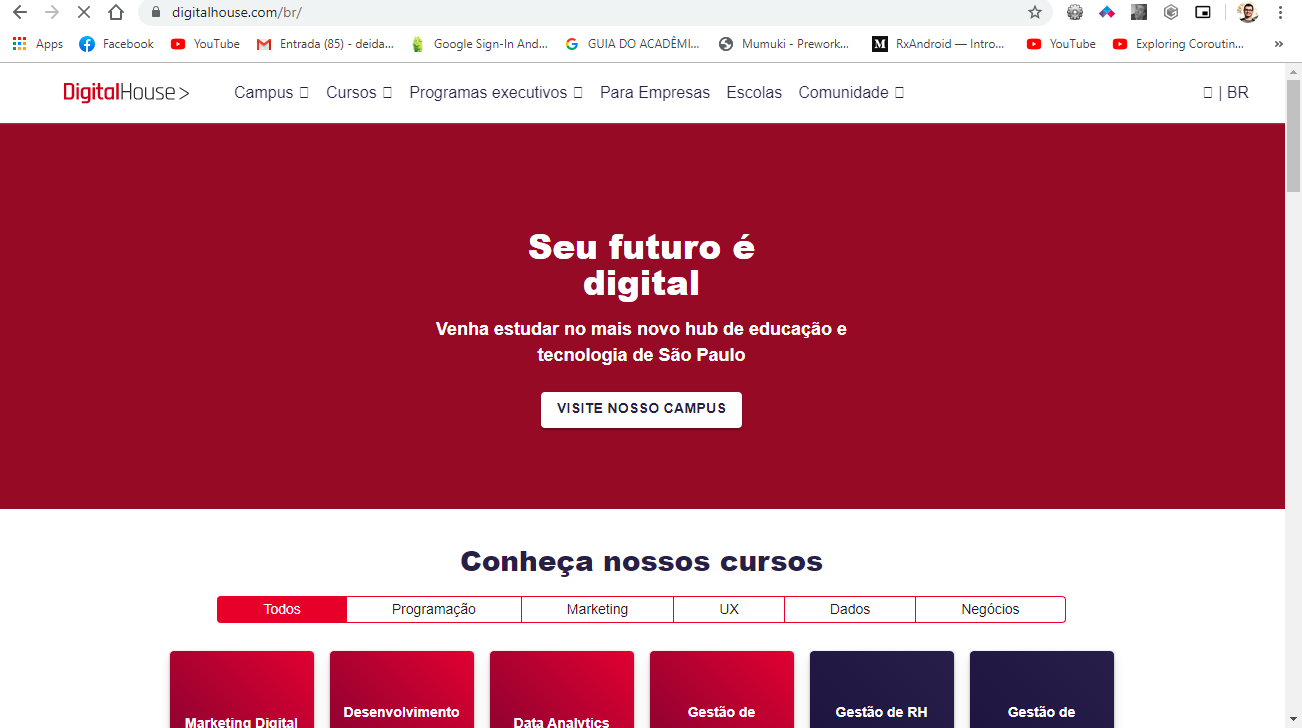 digitalhouse.com/br/
Apps Facebook YouTube Entrada (85) - deida... Google Sign-In And... GUIA DO ACADÊMI... Mumuki - Prework... M RxAndroid — Intro... YouTube Exploring Coroutin... »
DigitalHouse> Campus Cursos Programas executivos Para Empresas Escolas Comunidade | BR
Seu futuro é
digital
Venha estudar no mais novo hub de educação e
tecnologia de São Paulo
VISITE NOSSO CAMPUS
Conheça nossos cursos
Todos Programação Marketing UX Dados Negócios
Desenvolvimento Gestão de Gestão de RH Gestão de
Marketing Digital Data Analytics